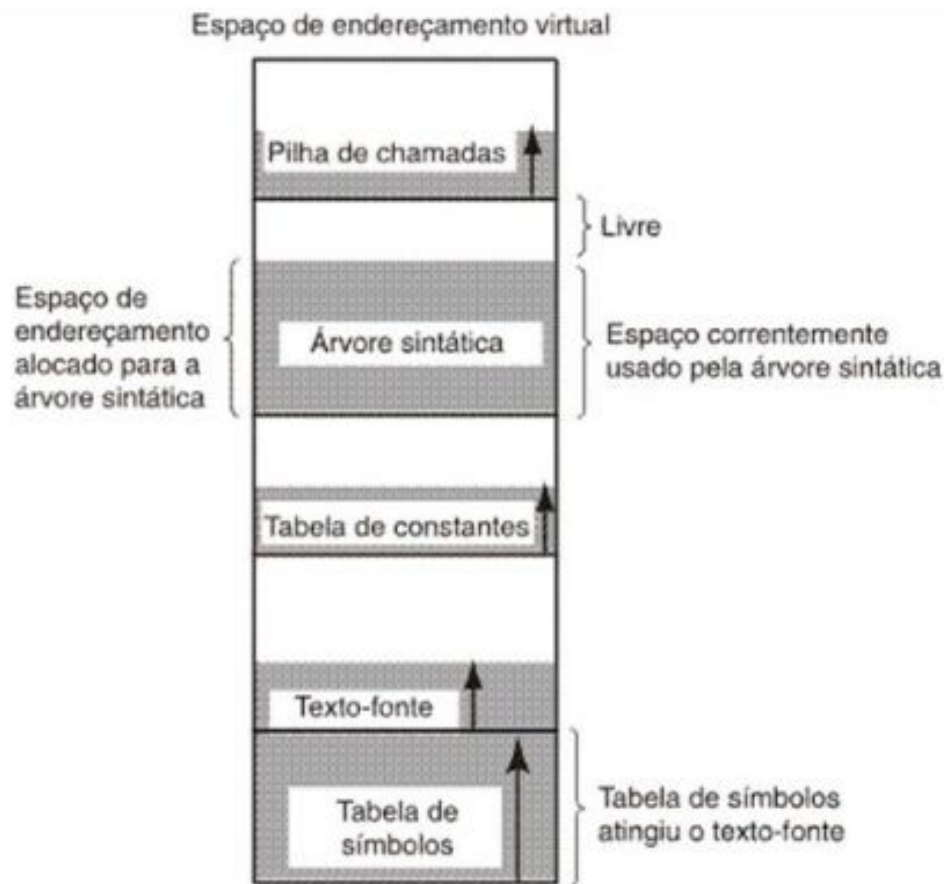 Espaço de endereçamento virtual
Pilha de chamadas
Livre
Espaço de
endereçamento
alocado para a
árvore sintática
Árvore sintática
Espaço correntemente
usado pela árvore sintática
Tabela de constantes
Texto-fonte
Tabela de
símbolos
Tabela de símbolos
atingiu o texto-fonte